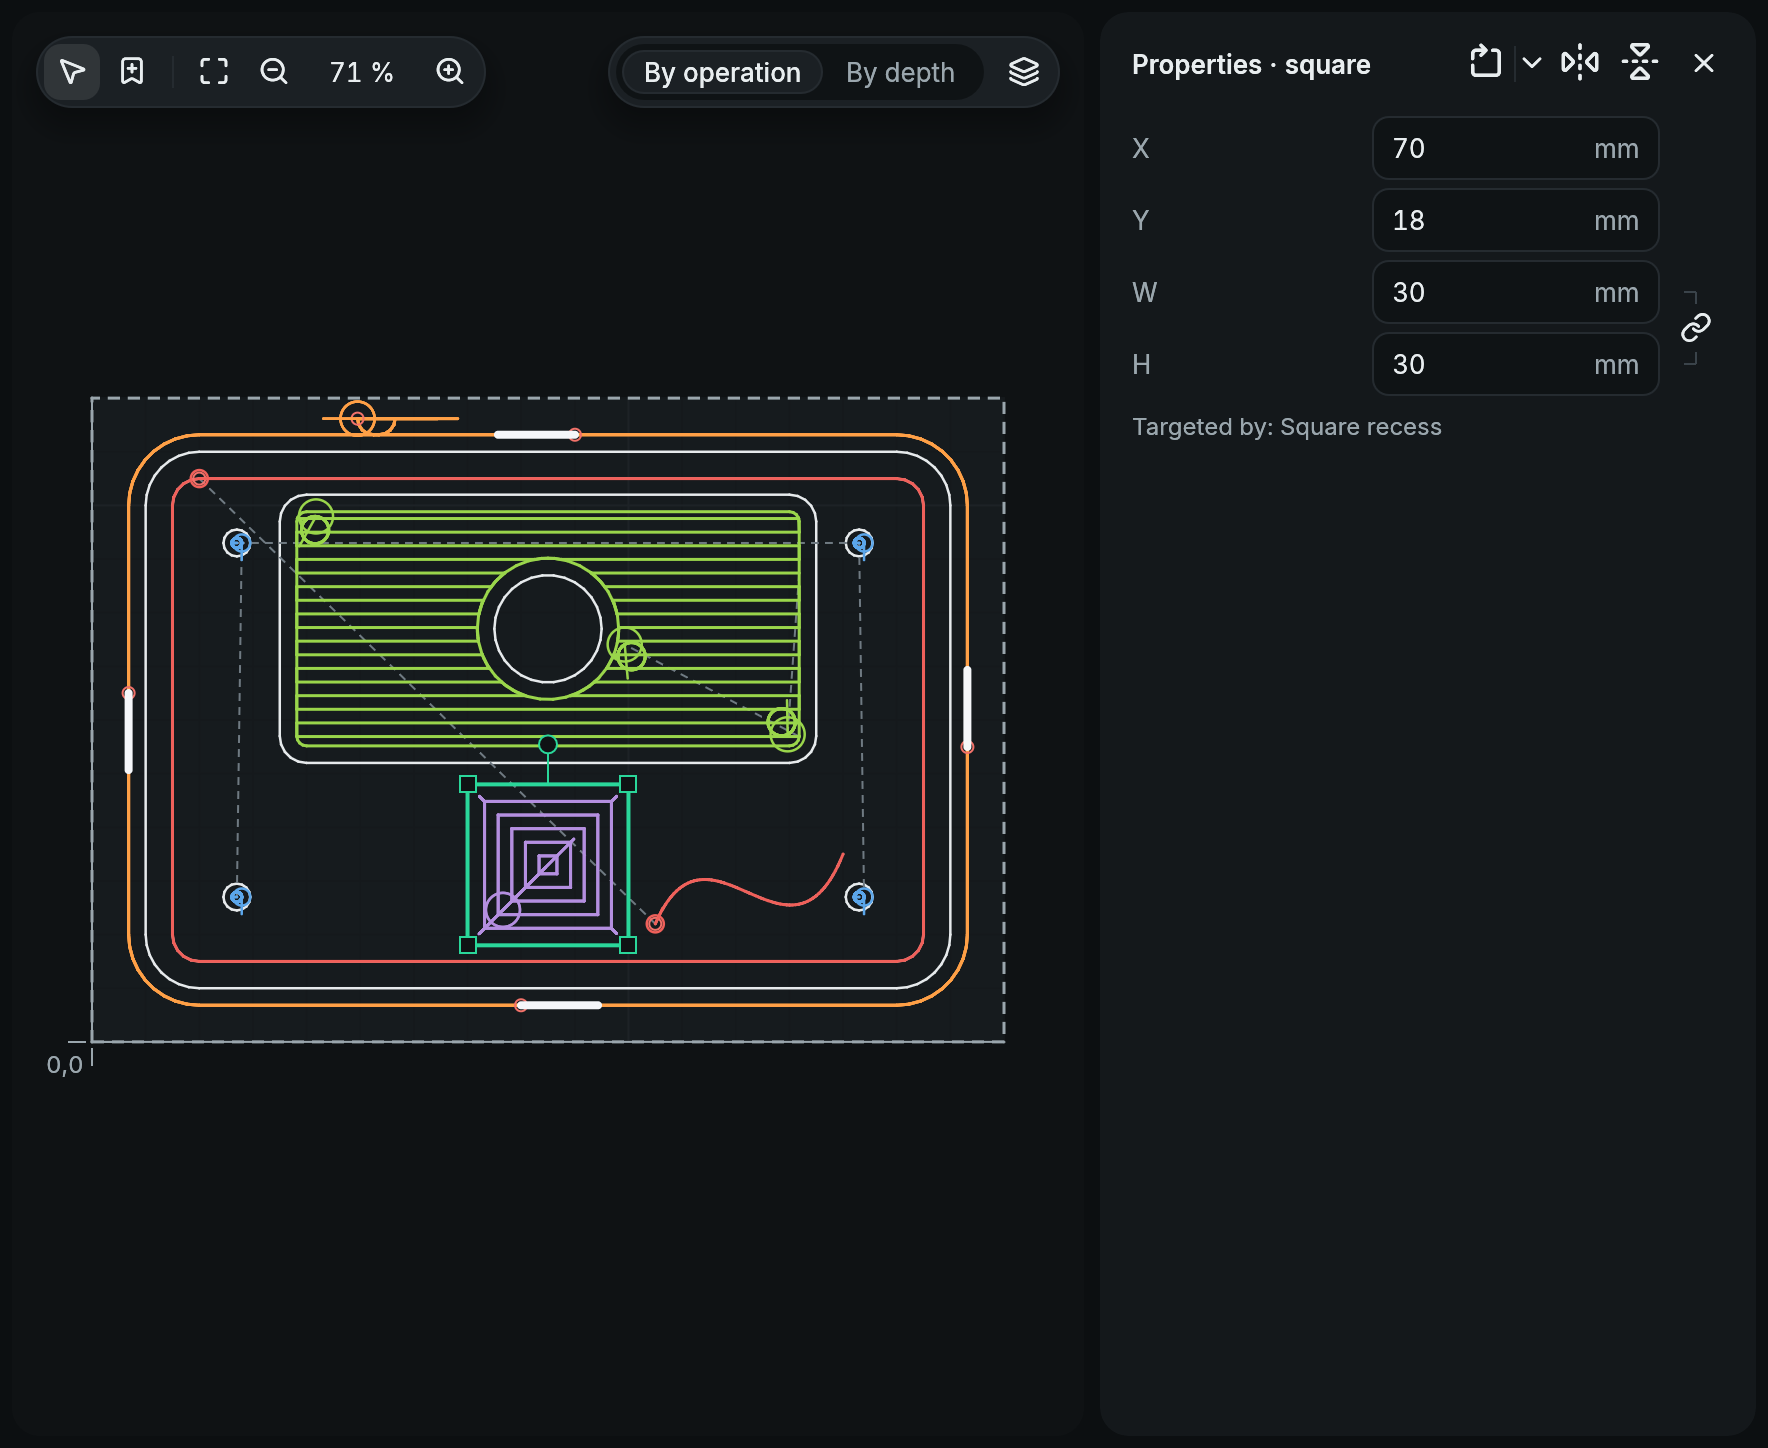 71 %
By operation
By depth
Properties · square
X
70 mm
Y
18 mm
W
30 mm
H
30 mm
Targeted by: Square recess
0,0